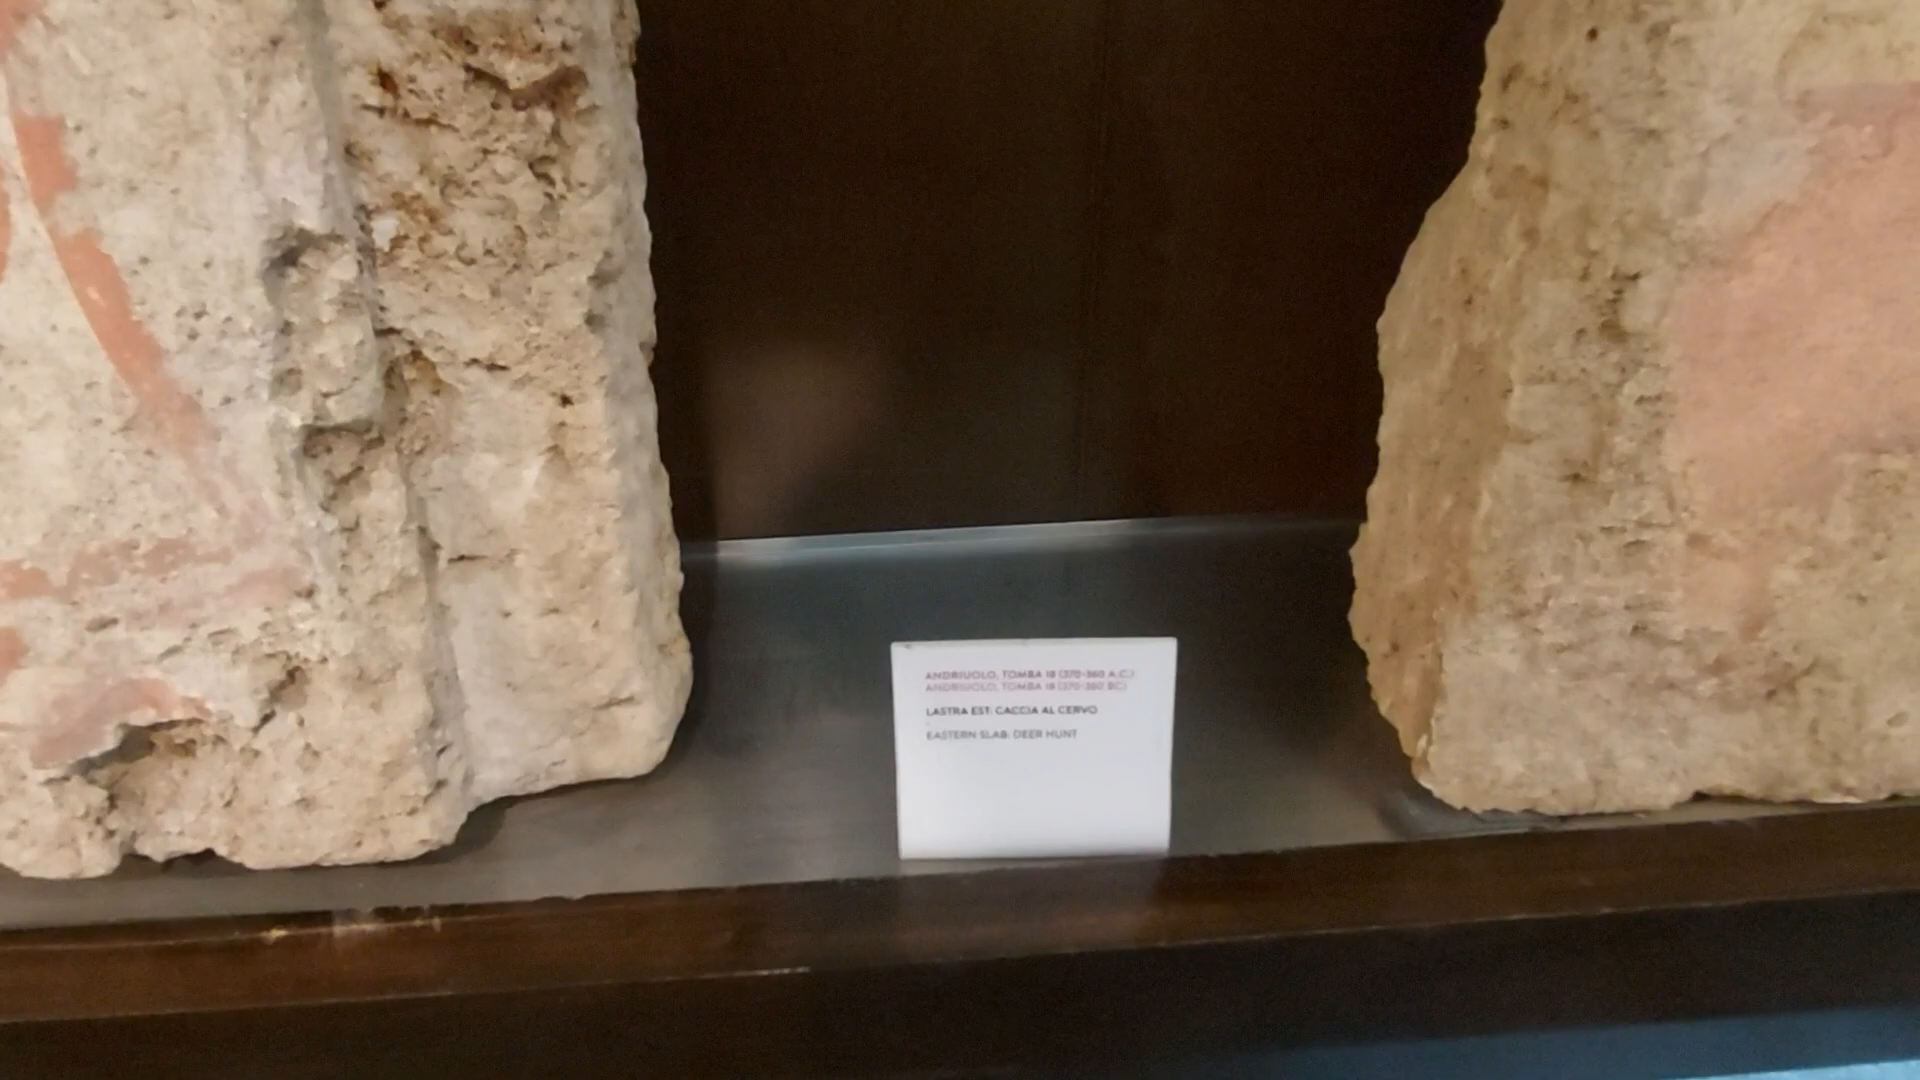 ANDRIUOLO, TOMBA 18 (370-360 A.C.)
ANDRIUOLO, TOMBA 18 (370-360 BC)
LASTRA EST: CACCIA AL CERVO
EASTERN SLAB: DEER HUNT